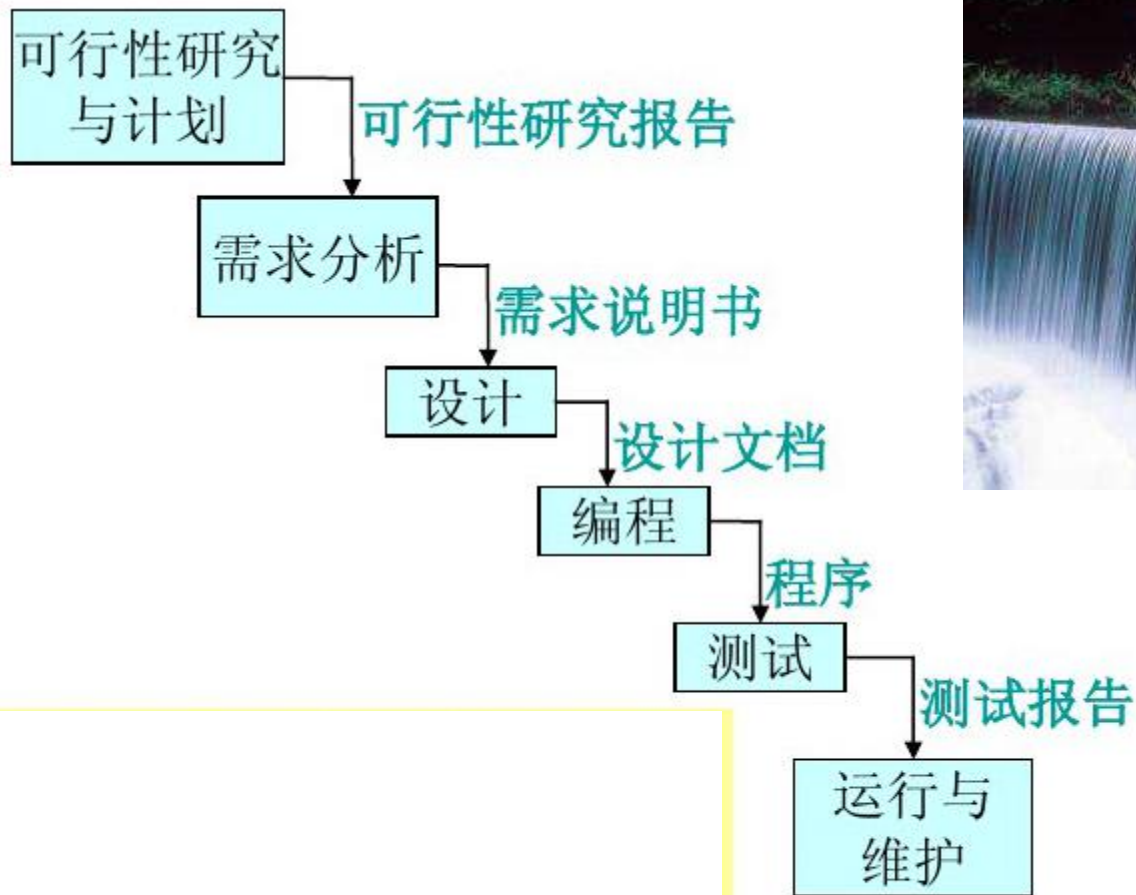 可行性研究
与计划
可行性研究报告
需求分析
需求说明书
设计
设计文档
编程
程序
测试
测试报告
运行与
维护